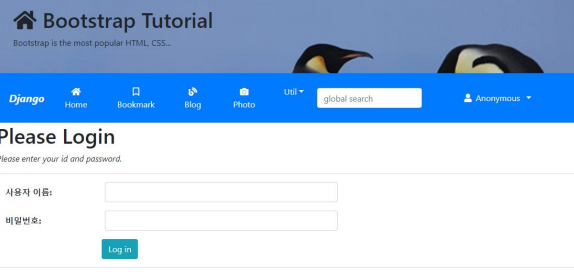 Bootstrap Tutorial
Bootstrap is the most popular HTML, CSS...
Django Home Bookmark Blog Photo Util global search Anonymous
Please Login
Please enter your id and password.
사용자 이름:
비밀번호:
Log in